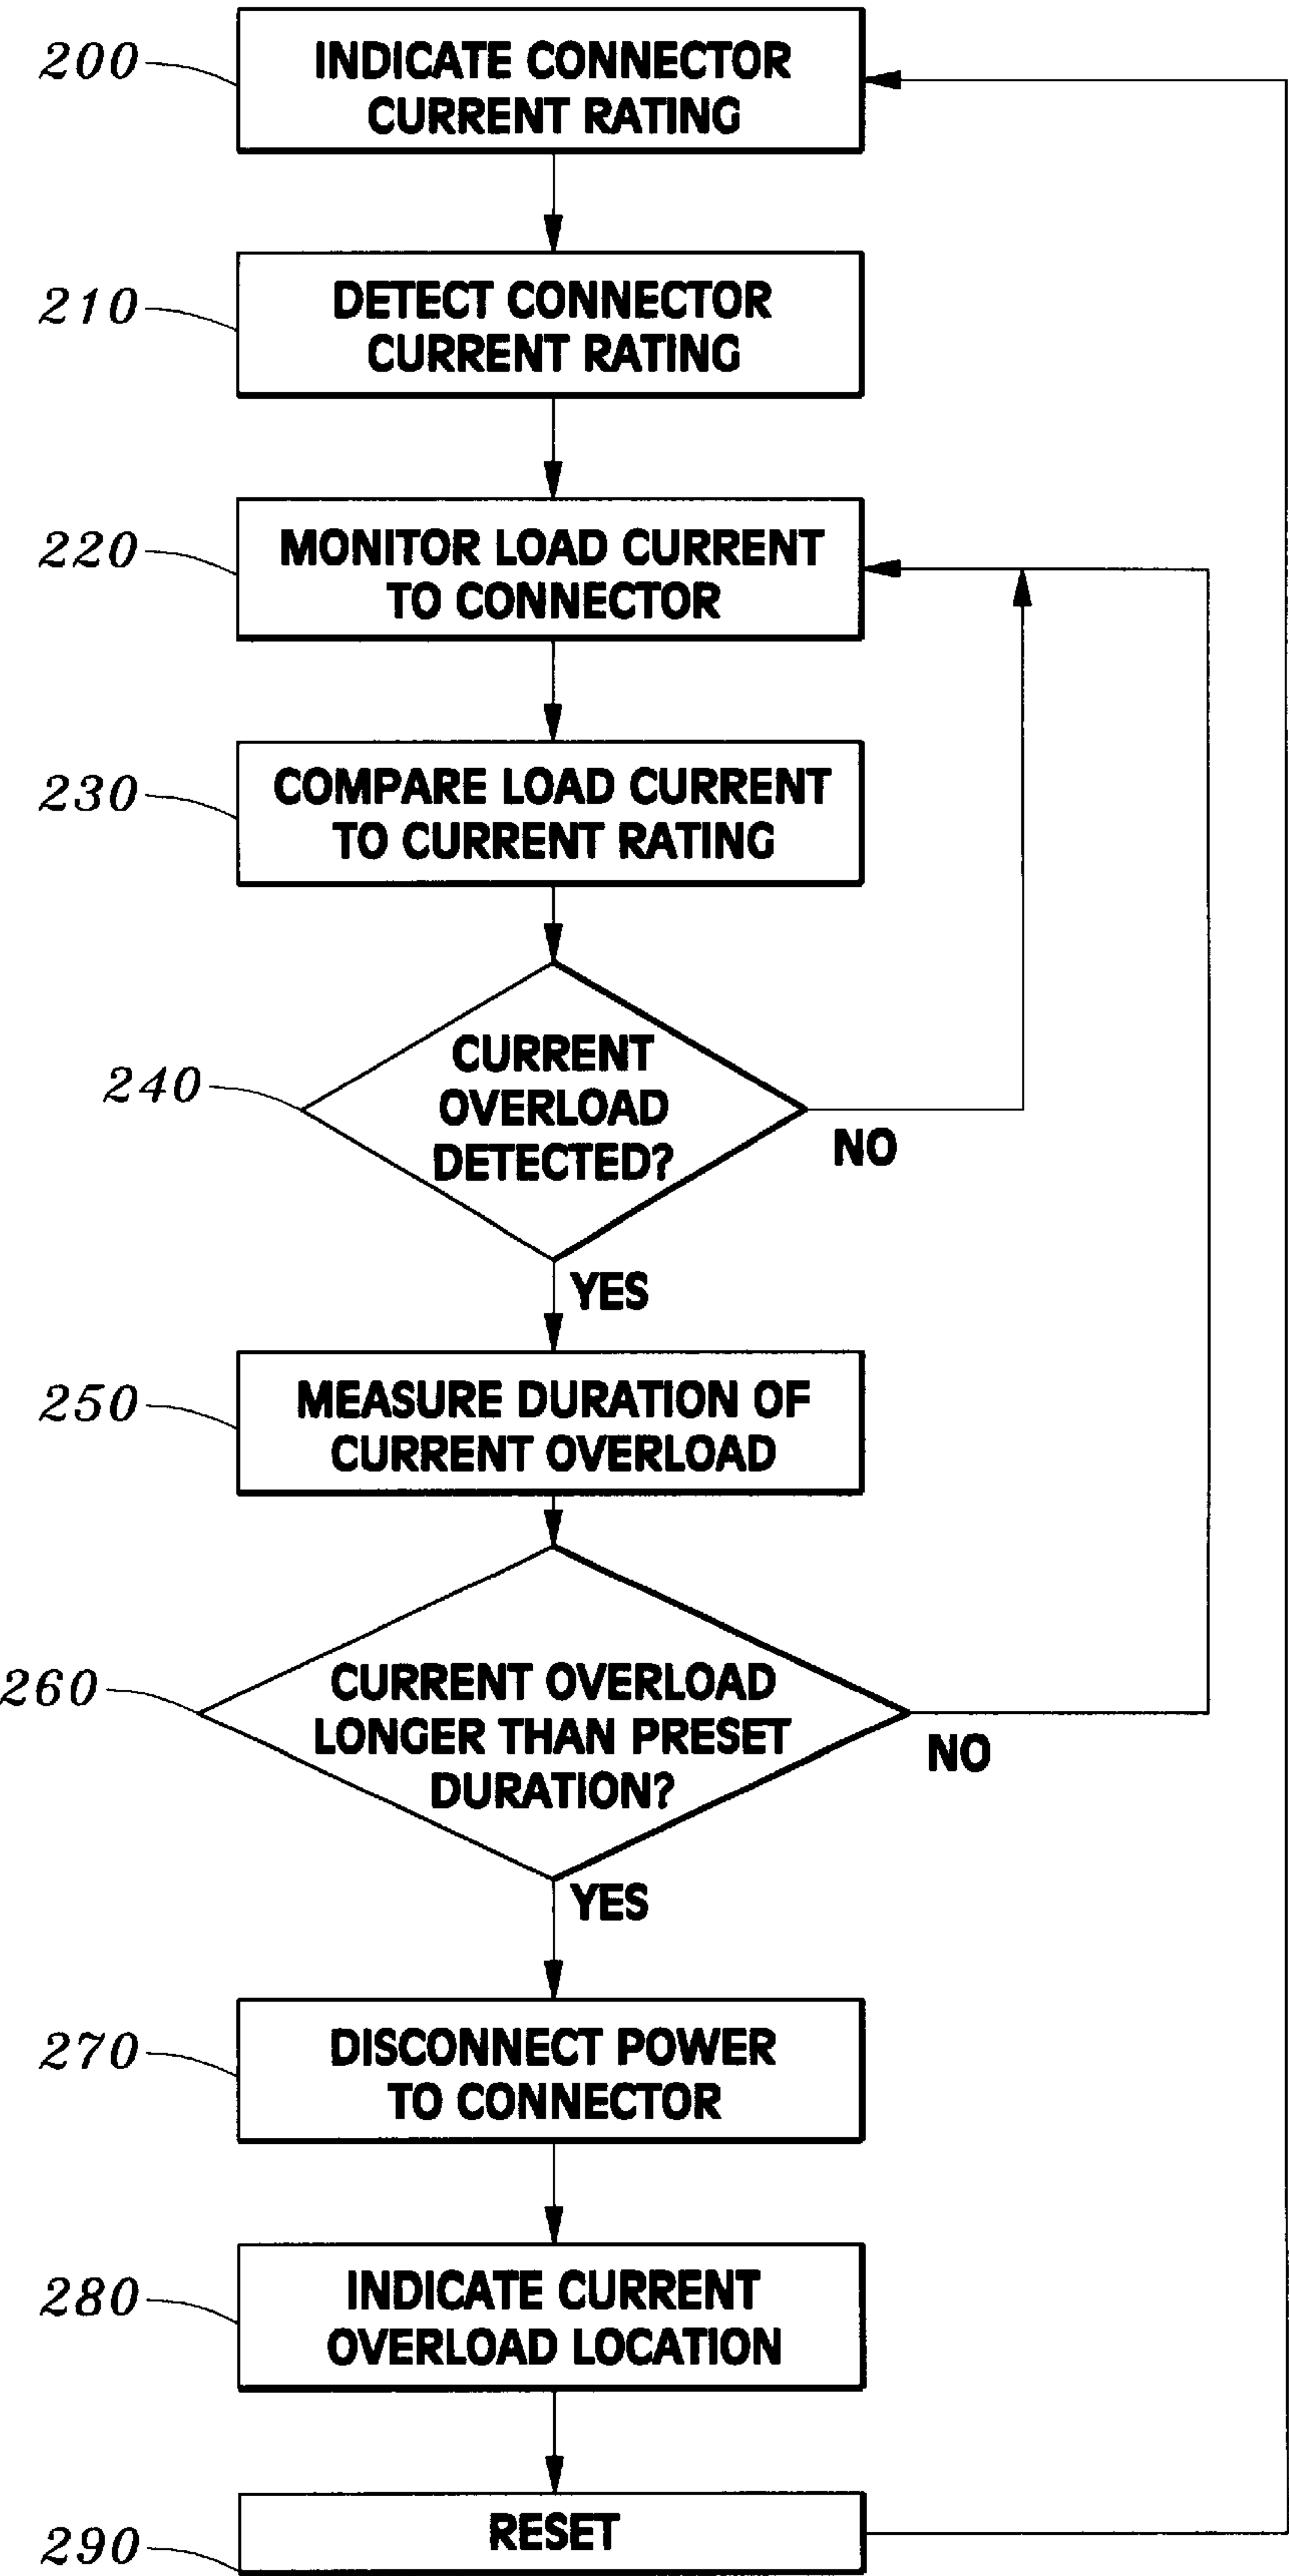 200
INDICATE CONNECTOR
CURRENT RATING
210
DETECT CONNECTOR
CURRENT RATING
220
MONITOR LOAD CURRENT
TO CONNECTOR
230
COMPARE LOAD CURRENT
TO CURRENT RATING
240
CURRENT
OVERLOAD
DETECTED?
NO
YES
250
MEASURE DURATION OF
CURRENT OVERLOAD
260
CURRENT OVERLOAD
LONGER THAN PRESET
DURATION?
NO
YES
270
DISCONNECT POWER
TO CONNECTOR
280
INDICATE CURRENT
OVERLOAD LOCATION
290
RESET